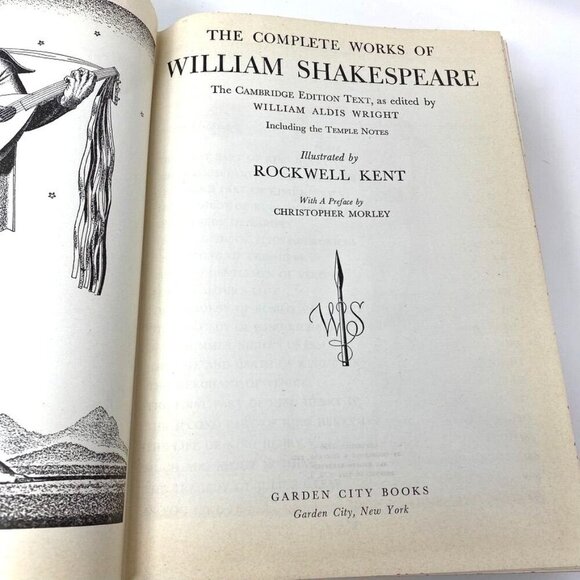 THE COMPLETE WORKS OF
WILLIAM SHAKESPEARE
The Cambridge Edition Text, as edited by
WILLIAM ALDIS WRIGHT
Including the Temple Notes
Illustrated by
ROCKWELL KENT
With A Preface by
CHRISTOPHER MORLEY
WS
GARDEN CITY BOOKS
Garden City, New York